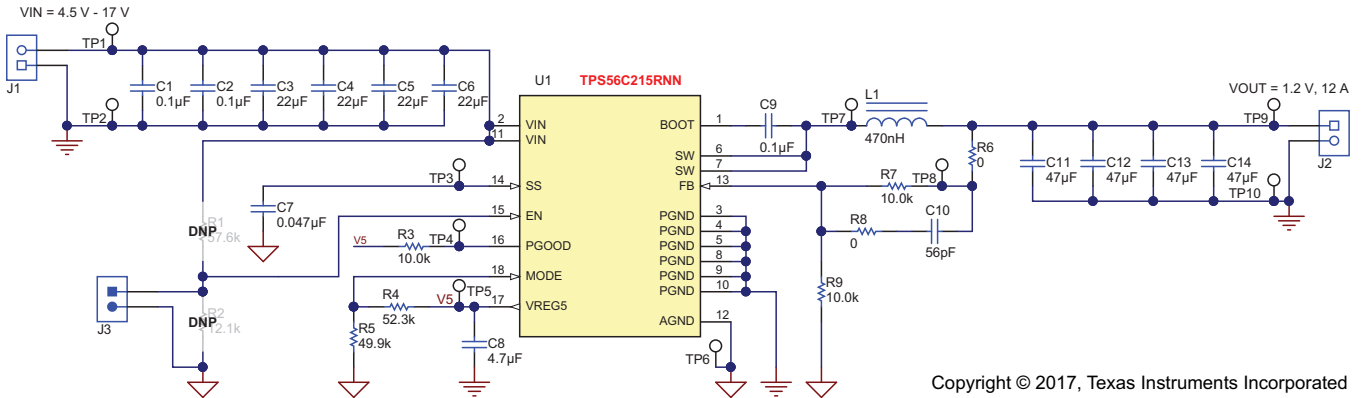 VIN = 4.5 V - 17 V
TP1
J1
TP2
C1
0.1µF
C2
0.1µF
C3
22µF
C4
22µF
C5
22µF
C6
22µF
U1
TPS56C215RNN
2
VIN
11
VIN
14
SS
15
EN
16
PGOOD
18
MODE
17
VREG5
BOOT
1
SW
6
SW
7
FB
13
PGND
3
PGND
4
PGND
5
PGND
8
PGND
9
PGND
10
AGND
12
TP3
C7
0.047µF
R1
DNP
57.6k
V5
R3
10.0k
TP4
J3
R2
DNP
12.1k
R4
52.3k
V5
TP5
R5
49.9k
C8
4.7µF
TP6
C9
0.1µF
TP7
L1
470nH
R6
0
R7
10.0k
TP8
R8
0
C10
56pF
R9
10.0k
VOUT = 1.2 V, 12 A
TP9
C11
47µF
C12
47µF
C13
47µF
C14
47µF
TP10
J2
Copyright © 2017, Texas Instruments Incorporated